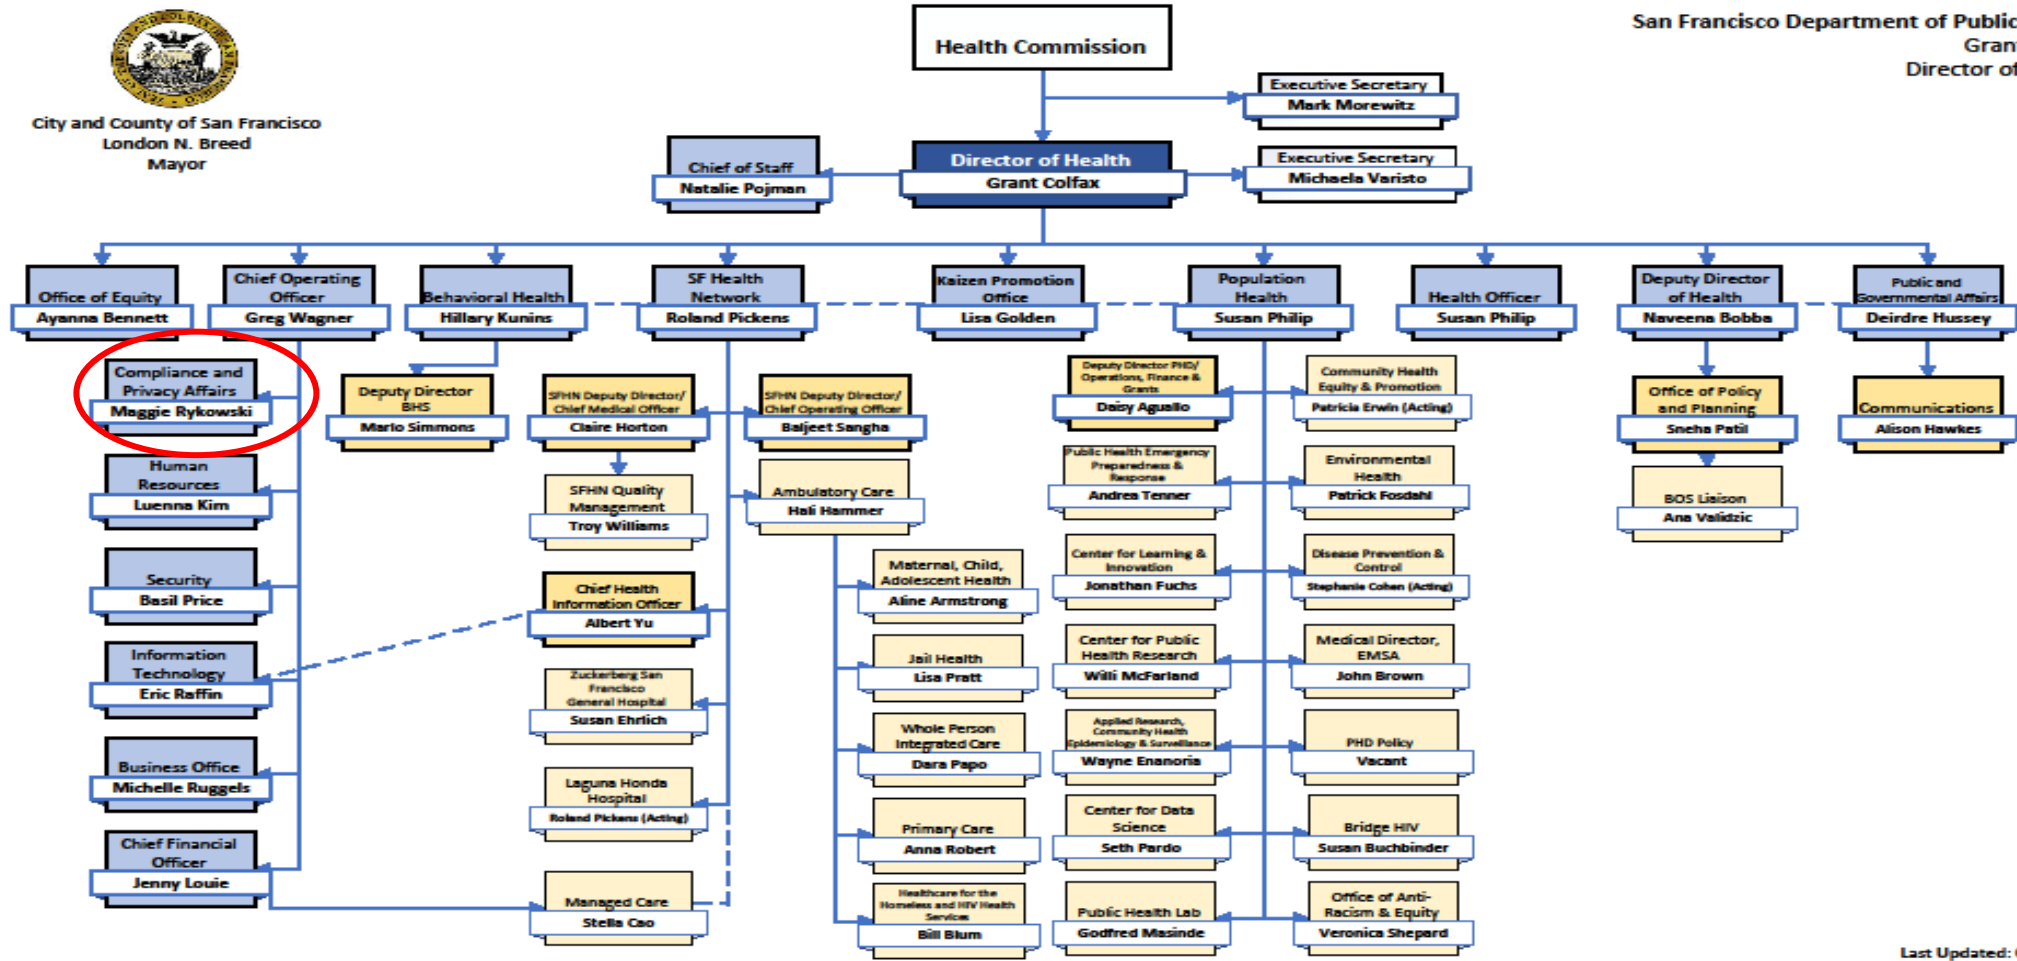 Health Commission
San Francisco Department of Public
Grant
Director of
City and County of San Francisco
London N. Breed
Mayor
Executive Secretary
Mark Morewitz
Chief of Staff
Natalie Pojman
Director of Health
Grant Colfax
Executive Secretary
Michaela Varisto
Office of Equity
Ayanna Bennett
Chief Operating
Officer
Greg Wagner
Behavioral Health
Hillary Kunins
SF Health
Network
Roland Pickens
Kaizen Promotion
Office
Lisa Golden
Population
Health
Susan Philip
Health Officer
Susan Philip
Deputy Director
of Health
Naveena Bobba
Public and
Governmental Affairs
Deirdre Hussey
Compliance and
Privacy Affairs
Maggie Rykowski
Human
Resources
Luenna Kim
Security
Basil Price
Information
Technology
Eric Raffin
Business Office
Michelle Ruggels
Chief Financial
Officer
Jenny Louie
Deputy Director
BHS
Marlo Simmons
SFHN Deputy Director/
Chief Medical Officer
Claire Horton
SFHN Deputy Director/
Chief Operating Officer
Baljeet Sangha
SFHN Quality
Management
Troy Williams
Ambulatory Care
Hali Hammer
Chief Health
Information Officer
Albert Yu
Zuckerberg San
Francisco
General Hospital
Susan Ehrlich
Laguna Honda
Hospital
Roland Pickens (Acting)
Managed Care
Stella Cao
Maternal, Child,
Adolescent Health
Aline Armstrong
Jail Health
Lisa Pratt
Whole Person
Integrated Care
Dara Papo
Primary Care
Anna Robert
Healthcare for the
Homeless and HIV Health
Services
Bill Blum
Deputy Director PHD/
Operations, Finance &
Grants
Daisy Aguallo
Community Health
Equity & Promotion
Patricia Erwin (Acting)
Public Health Emergency
Preparedness &
Response
Andrea Tenner
Environmental
Health
Patrick Fosdahl
Center for Learning &
Innovation
Jonathan Fuchs
Disease Prevention &
Control
Stephanie Cohen (Acting)
Center for Public
Health Research
Willi McFarland
Medical Director,
EMSA
John Brown
Applied Research,
Community Health
Epidemiology & Surveillance
Wayne Enanoria
PHD Policy
Vacant
Center for Data
Science
Seth Pardo
Bridge HIV
Susan Buchbinder
Public Health Lab
Godfred Masinde
Office of Anti-
Racism & Equity
Veronica Shepard
Office of Policy
and Planning
Sneha Patil
BOS Liaison
Ana Validzic
Communications
Alison Hawkes
Last Updated: